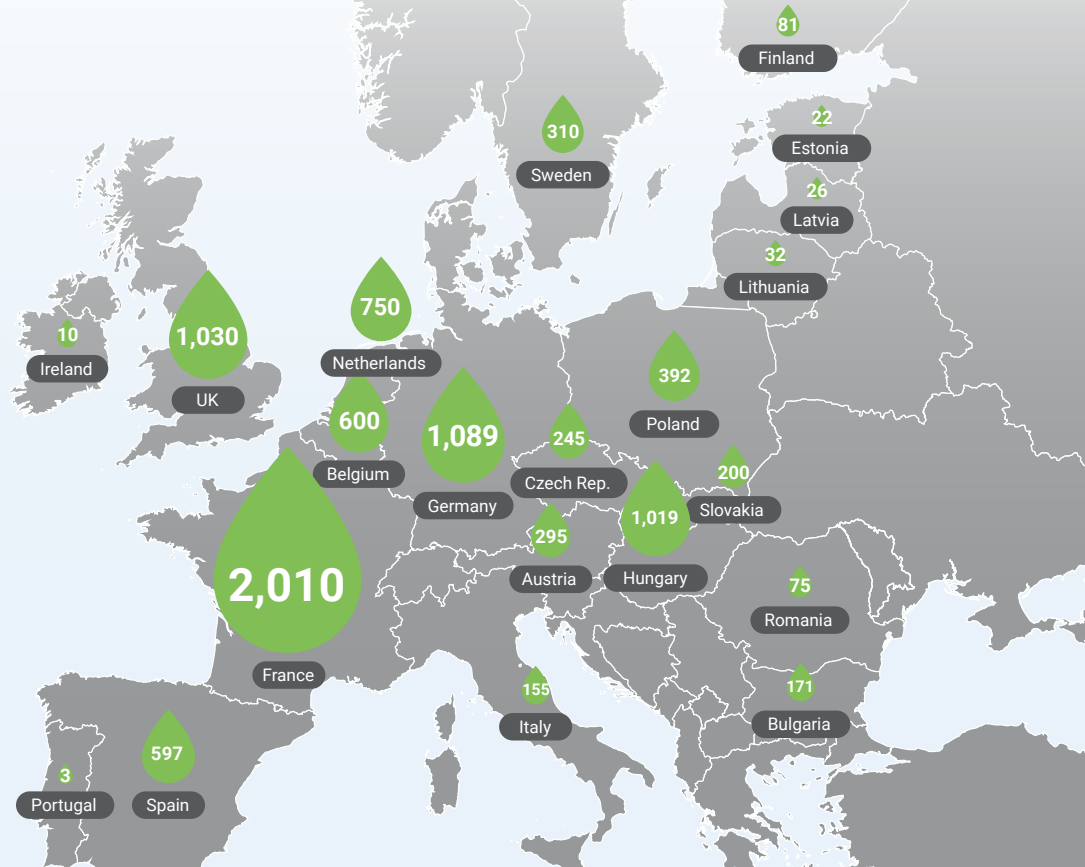 81
Finland
22
Estonia
310
Sweden
26
Latvia
32
Lithuania
750
Netherlands
10
Ireland
1,030
UK
392
Poland
600
Belgium
1,089
Germany
245
Czech Rep.
200
Slovakia
1,019
Hungary
295
Austria
2,010
France
75
Romania
155
Italy
171
Bulgaria
3
Portugal
597
Spain